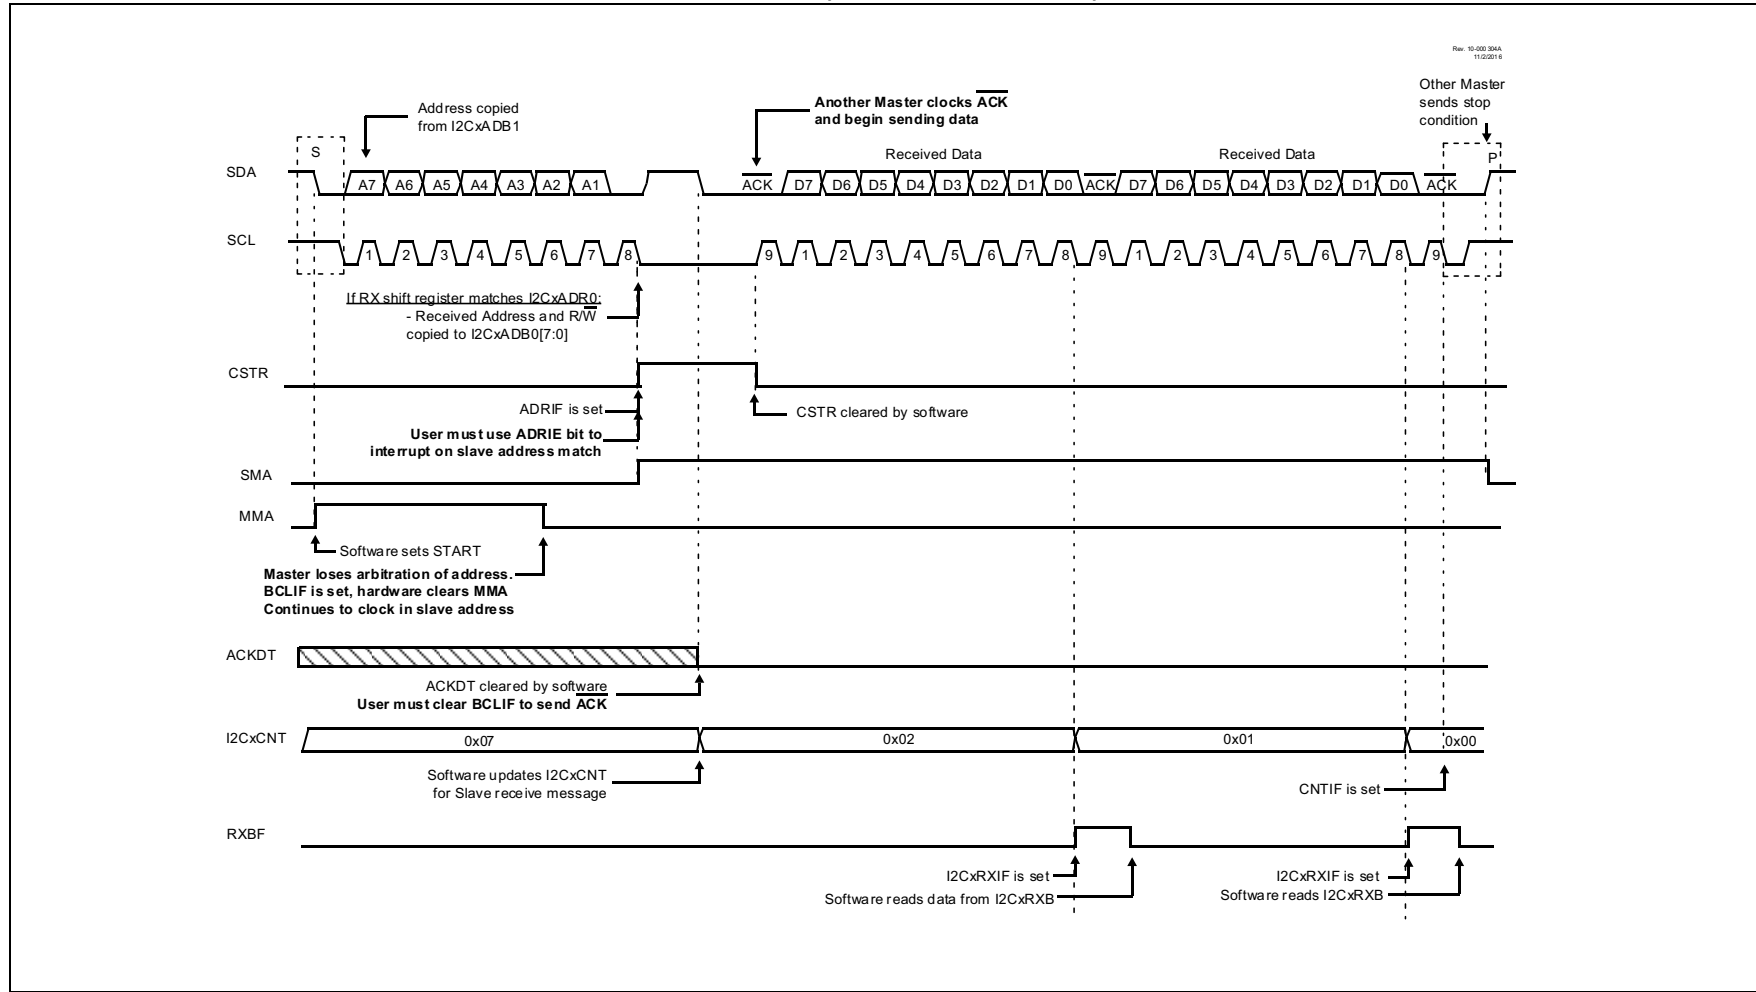 Rev. 10-000 304A
11/2/2016
Other Master
sends stop
condition
Address copied
from I2CxADB1
Another Master clocks A̅C̅K̅
and begin sending data
S
Received Data
Received Data
P
SDA
A7 A6 A5 A4 A3 A2 A1 A̅C̅K̅ D7 D6 D5 D4 D3 D2 D1 D0 A̅C̅K̅ D7 D6 D5 D4 D3 D2 D1 D0 A̅C̅K̅
SCL
1 2 3 4 5 6 7 8 9 1 2 3 4 5 6 7 8 9 1 2 3 4 5 6 7 8 9
If RX shift register matches I2CxADR0:
- Received Address and R/W̅
copied to I2CxADB0[7:0]
CSTR
ADRIF is set
CSTR cleared by software
User must use ADRIE bit to
interrupt on slave address match
SMA
MMA
Software sets START
Master loses arbitration of address.
BCLIF is set, hardware clears MMA
Continues to clock in slave address
ACKDT
ACKDT cleared by software
User must clear BCLIF to send A̅C̅K̅
I2CxCNT
0x07 0x02 0x01 0x00
Software updates I2CxCNT
for Slave receive message
CNTIF is set
RXBF
I2CxRXIF is set
Software reads data from I2CxRXB
I2CxRXIF is set
Software reads I2CxRXB